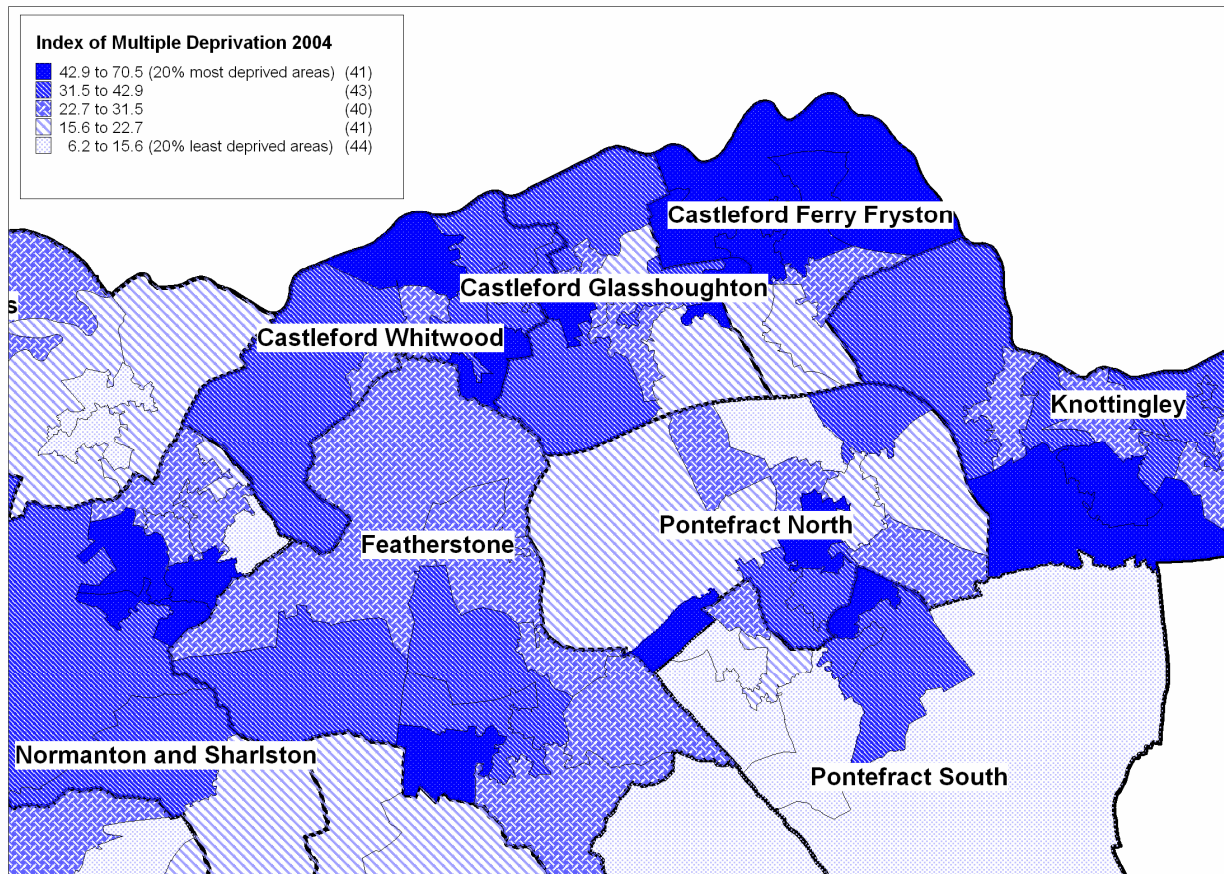 Index of Multiple Deprivation 2004
42.9 to 70.5 (20% most deprived areas) (41)
31.5 to 42.9 (43)
22.7 to 31.5 (40)
15.6 to 22.7 (41)
6.2 to 15.6 (20% least deprived areas) (44)
Castleford Ferry Fryston
Castleford Glasshoughton
s
Castleford Whitwood
Knottingley
Pontefract North
Featherstone
Normanton and Sharlston
Pontefract South